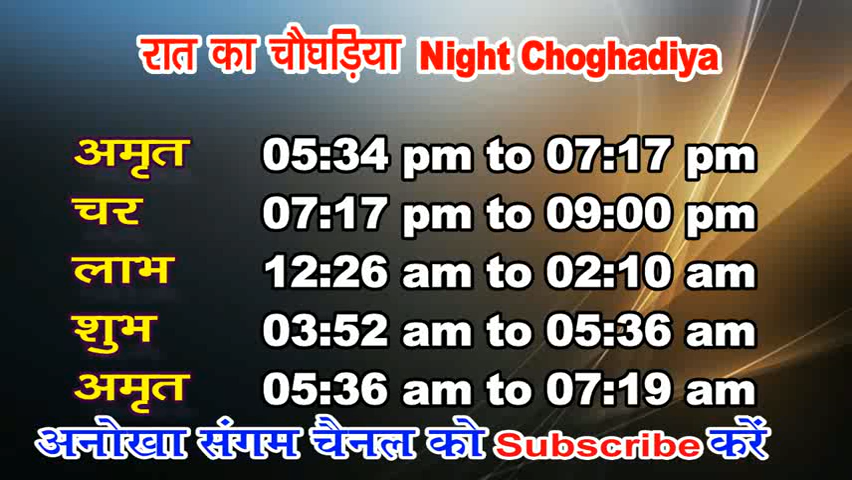 रात का चौघड़िया Night Choghadiya
अमृत 05:34 pm to 07:17 pm
चर 07:17 pm to 09:00 pm
लाभ 12:26 am to 02:10 am
शुभ 03:52 am to 05:36 am
अमृत 05:36 am to 07:19 am
अनोखा संगम चैनल को Subscribe करें